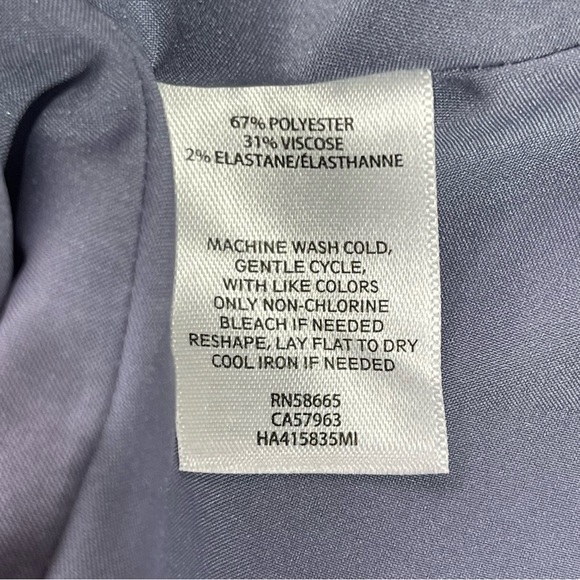 67% POLYESTER
31% VISCOSE
2% ELASTANE/ÉLASTHANNE
MACHINE WASH COLD,
GENTLE CYCLE,
WITH LIKE COLORS
ONLY NON-CHLORINE
BLEACH IF NEEDED
RESHAPE, LAY FLAT TO DRY
COOL IRON IF NEEDED
RN58665
CA57963
HA415835MI